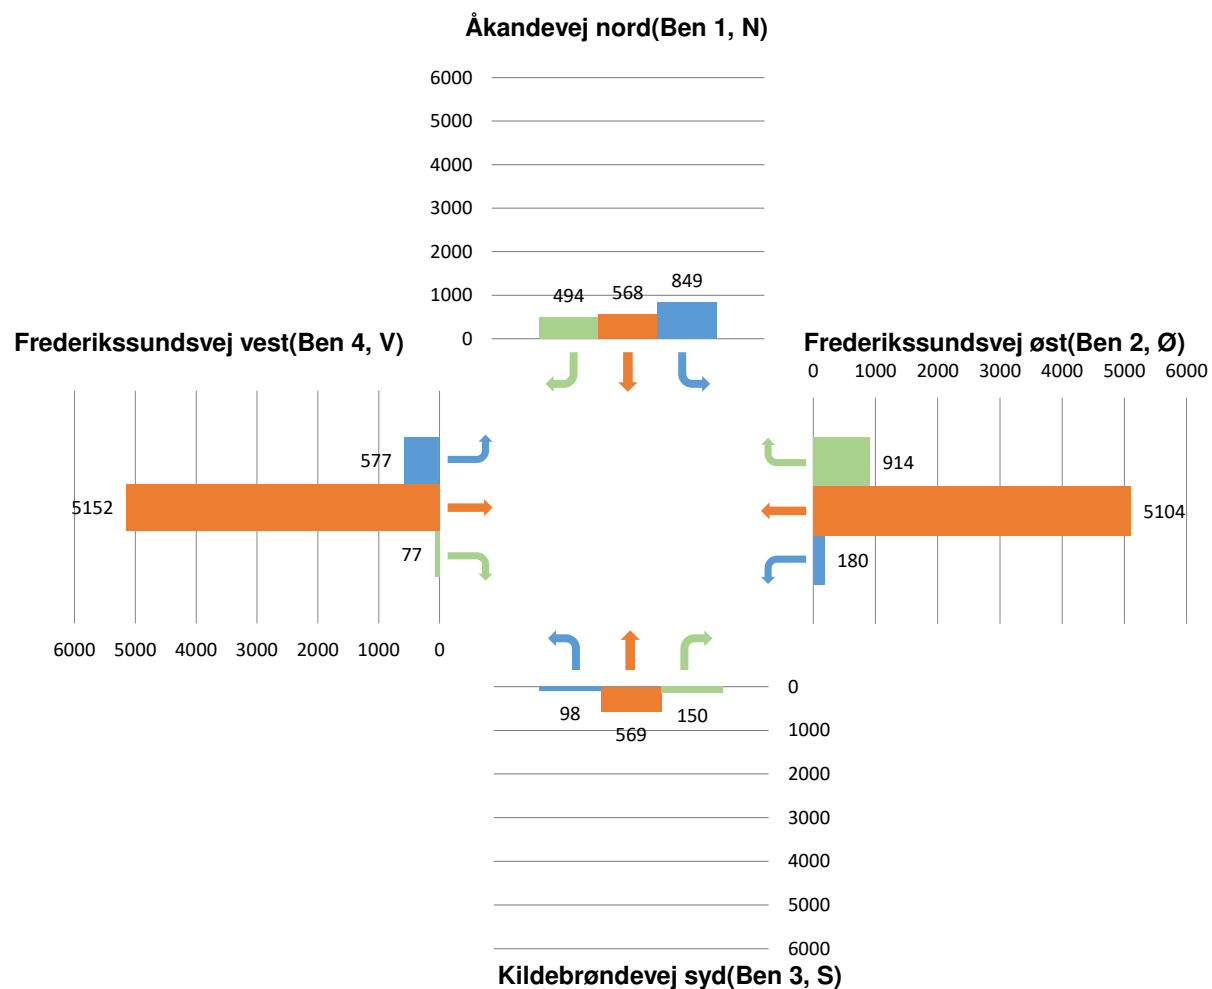 Åkandevej nord(Ben 1, N)
6000
5000
4000
3000
2000
1000
0
494 568 849
Frederikssundsvej vest(Ben 4, V)
577
5152
77
6000 5000 4000 3000 2000 1000 0
Frederikssundsvej øst(Ben 2, Ø)
0 1000 2000 3000 4000 5000 6000
914
5104
180
0
1000
2000
3000
4000
5000
6000
98 569 150
Kildebrøndevej syd(Ben 3, S)